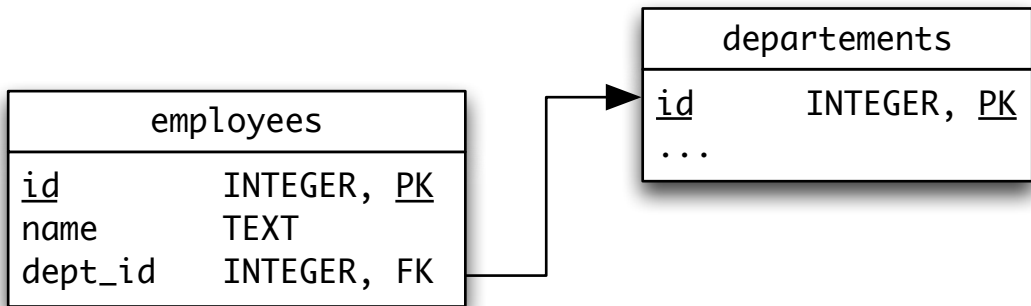 departements
id INTEGER, PK
...
employees
id INTEGER, PK
name TEXT
dept_id INTEGER, FK